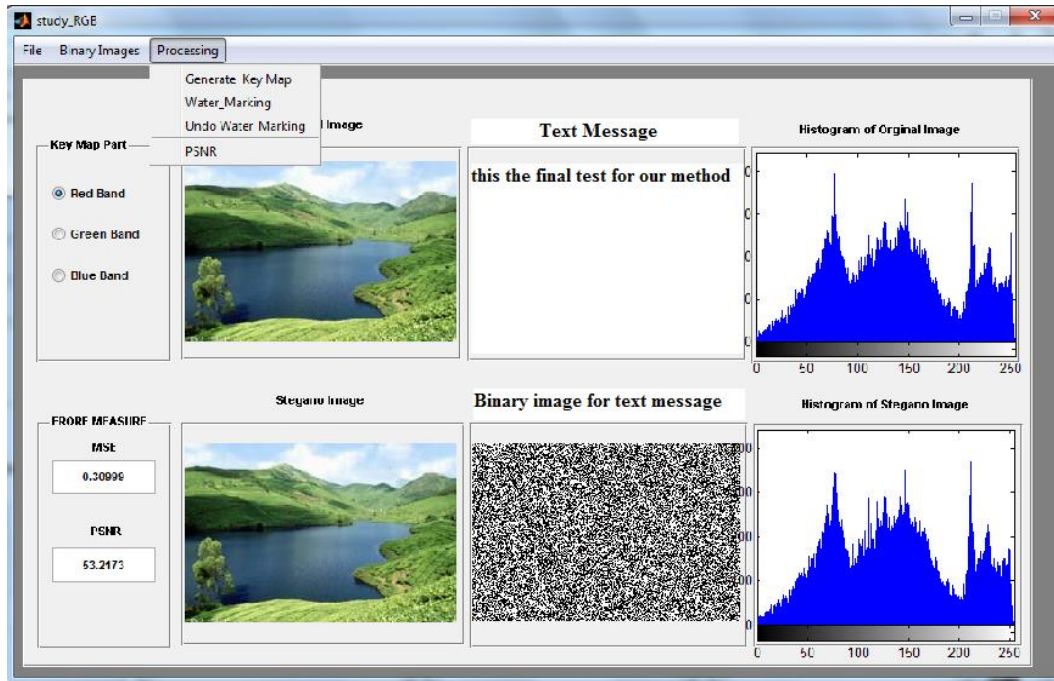 study_RGB
File Binary Images Processing
Generate Key Map
Water_Marking
Undo Water Marking
PSNR
Image
Text Message
Histogram of Orginal Image
Key Map Part
Red Band
Green Band
Blue Band
this the final test for our method
0 50 100 150 200 250
Stegano Image
Binary image for text message
Histogram of Stegano Image
ERORE MEASURE
MSE
0.30999
PSNR
53.2173
0 50 100 150 200 250